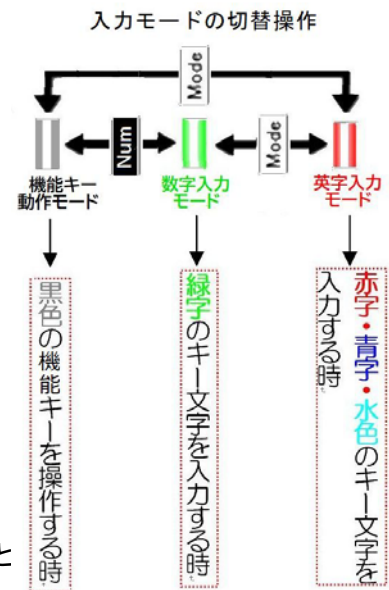 入力モードの切替操作
Mode
Num
Mode
機能キー
動作モード
数字入力
モード
英字入力
モード
黒色の機能キーを操作する時
緑字のキー文字を入力する時
赤字・青字・水色のキー文字を
入力する時
と